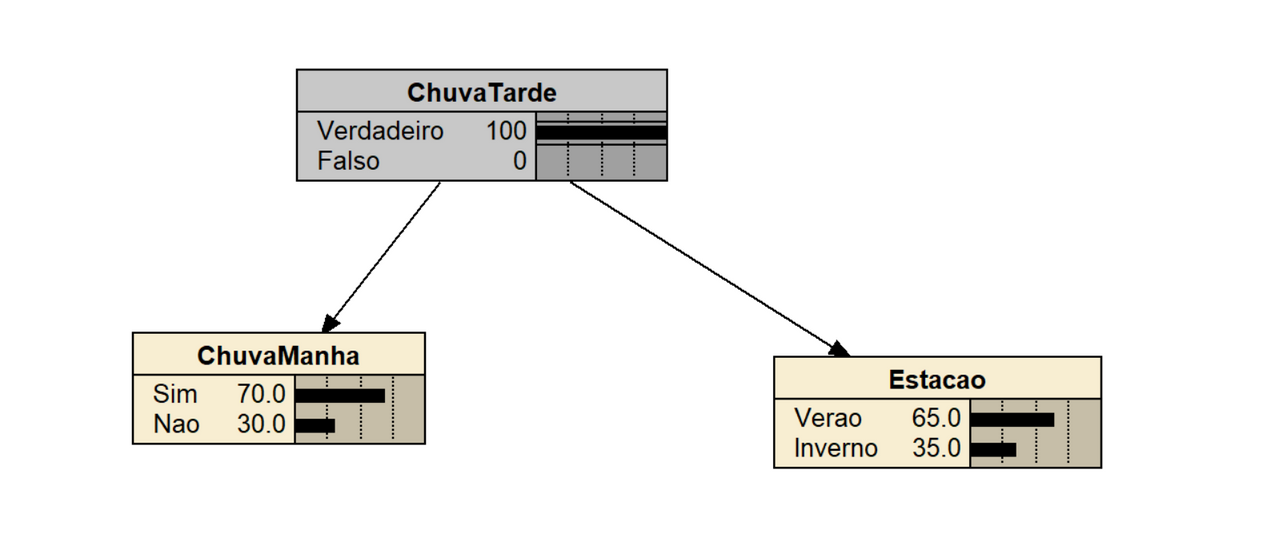 ChuvaTarde
Verdadeiro 100
Falso 0
ChuvaManha
Sim 70.0
Nao 30.0
Estacao
Verao 65.0
Inverno 35.0